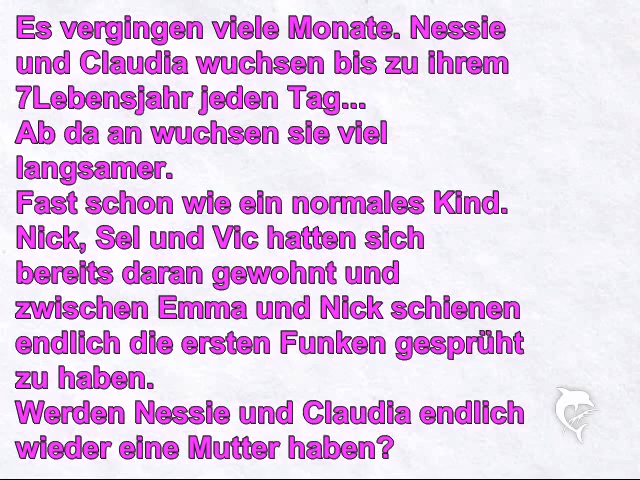 Es vergingen viele Monate. Nessie
und Claudia wuchsen bis zu ihrem
7Lebensjahr jeden Tag...
Ab da an wuchsen sie viel
langsamer.
Fast schon wie ein normales Kind.
Nick, Sel und Vic hatten sich
bereits daran gewohnt und
zwischen Emma und Nick schienen
endlich die ersten Funken gesprüht
zu haben.
Werden Nessie und Claudia endlich
wieder eine Mutter haben?